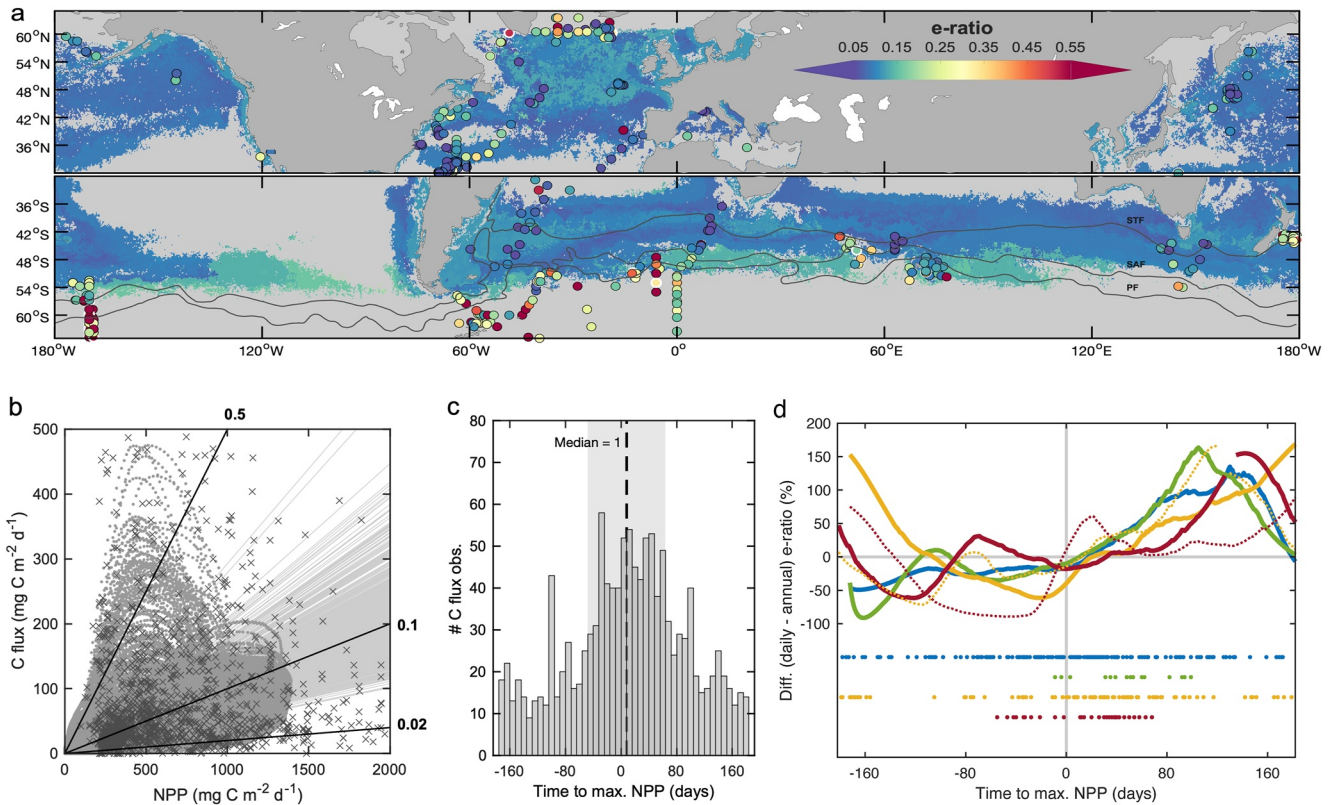 a
e-ratio
0.05 0.15 0.25 0.35 0.45 0.55
60°N
54°N
48°N
42°N
36°N
36°S
42°S
48°S
54°S
60°S
STF
SAF
PF
180°W 120°W 60°W 0° 60°E 120°E 180°W
b
0.5
0.1
0.02
500
400
300
200
100
0
C flux (mg C m-2 d-1)
0 500 1000 1500 2000
NPP (mg C m-2 d-1)
c
Median = 1
80
70
60
50
40
30
20
10
0
# C flux obs.
-160 -80 0 80 160
Time to max. NPP (days)
d
200
150
100
50
0
-50
-100
Diff. (daily - annual) e-ratio (%)
-160 -80 0 80 160
Time to max. NPP (days)